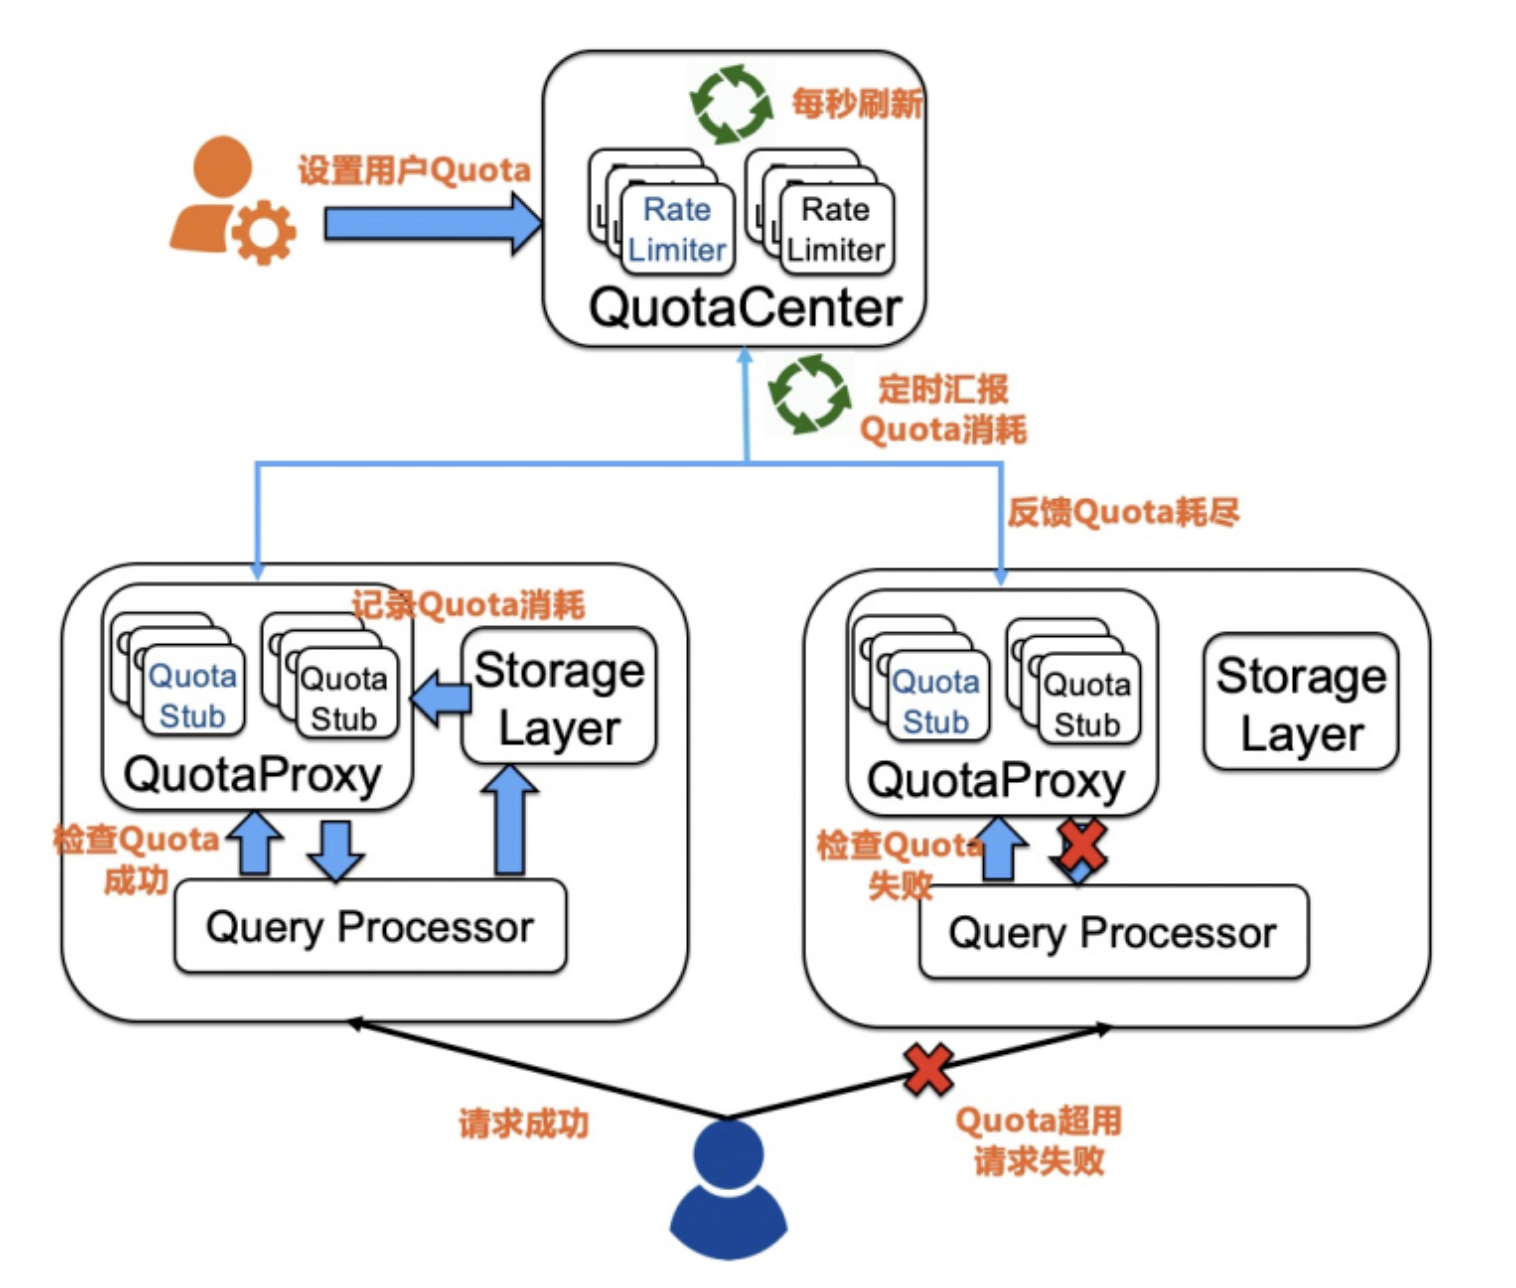 每秒刷新
设置用户Quota
Rate
Limiter
Rate
Limiter
QuotaCenter
定时汇报
Quota消耗
反馈Quota耗尽
记录Quota消耗
Quota
Stub
Quota
Stub
QuotaProxy
Storage
Layer
检查Quota
成功
Query Processor
Quota
Stub
Quota
Stub
QuotaProxy
Storage
Layer
检查Quota
失败
Query Processor
请求成功
Quota超用
请求失败